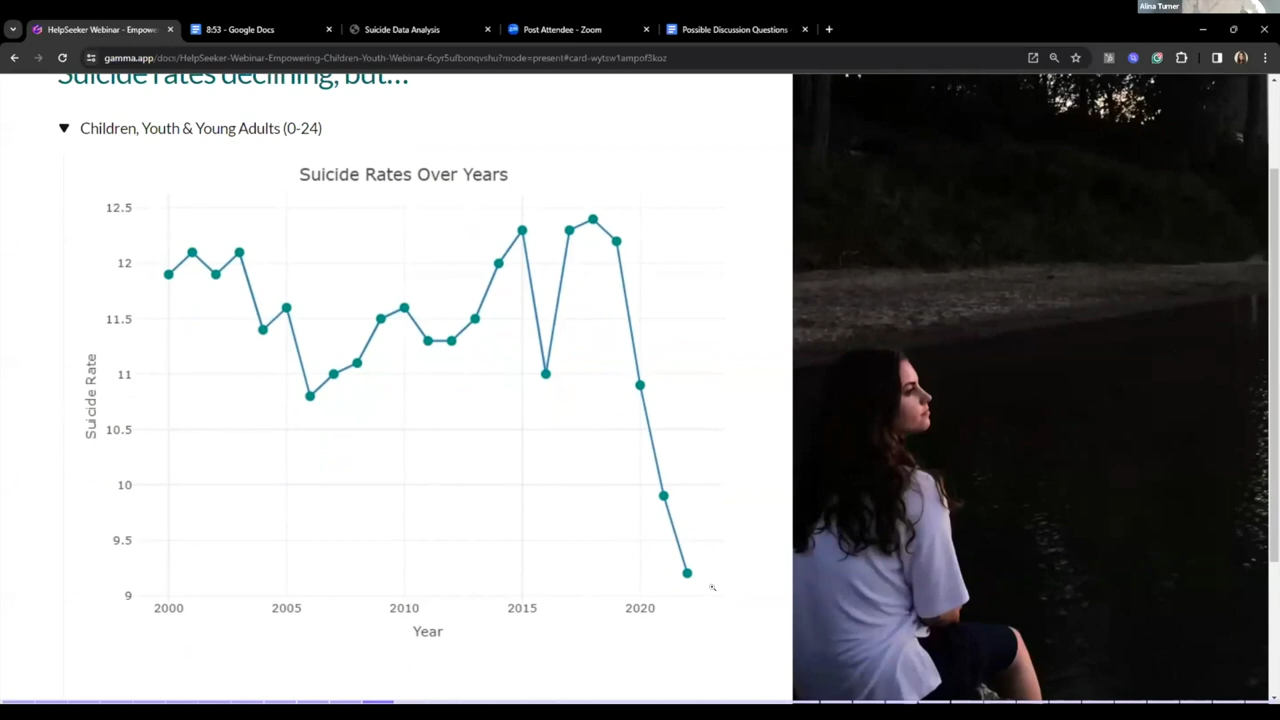 Alina Turner
HelpSeeker Webinar - Empowe
8:53 - Google Docs
Suicide Data Analysis
Post Attendee - Zoom
Possible Discussion Questions
gamma.app/docs/HelpSeeker-Webinar-Empowering-Children-Youth-Webinar-6cyr5ufbonqvshu?mode=present#card-wytsw1ampof3koz
Suicide rates declining, but...
Children, Youth & Young Adults (0-24)
Suicide Rates Over Years
12.5
12
11.5
11
10.5
10
9.5
9
Suicide Rate
2000 2005 2010 2015 2020
Year